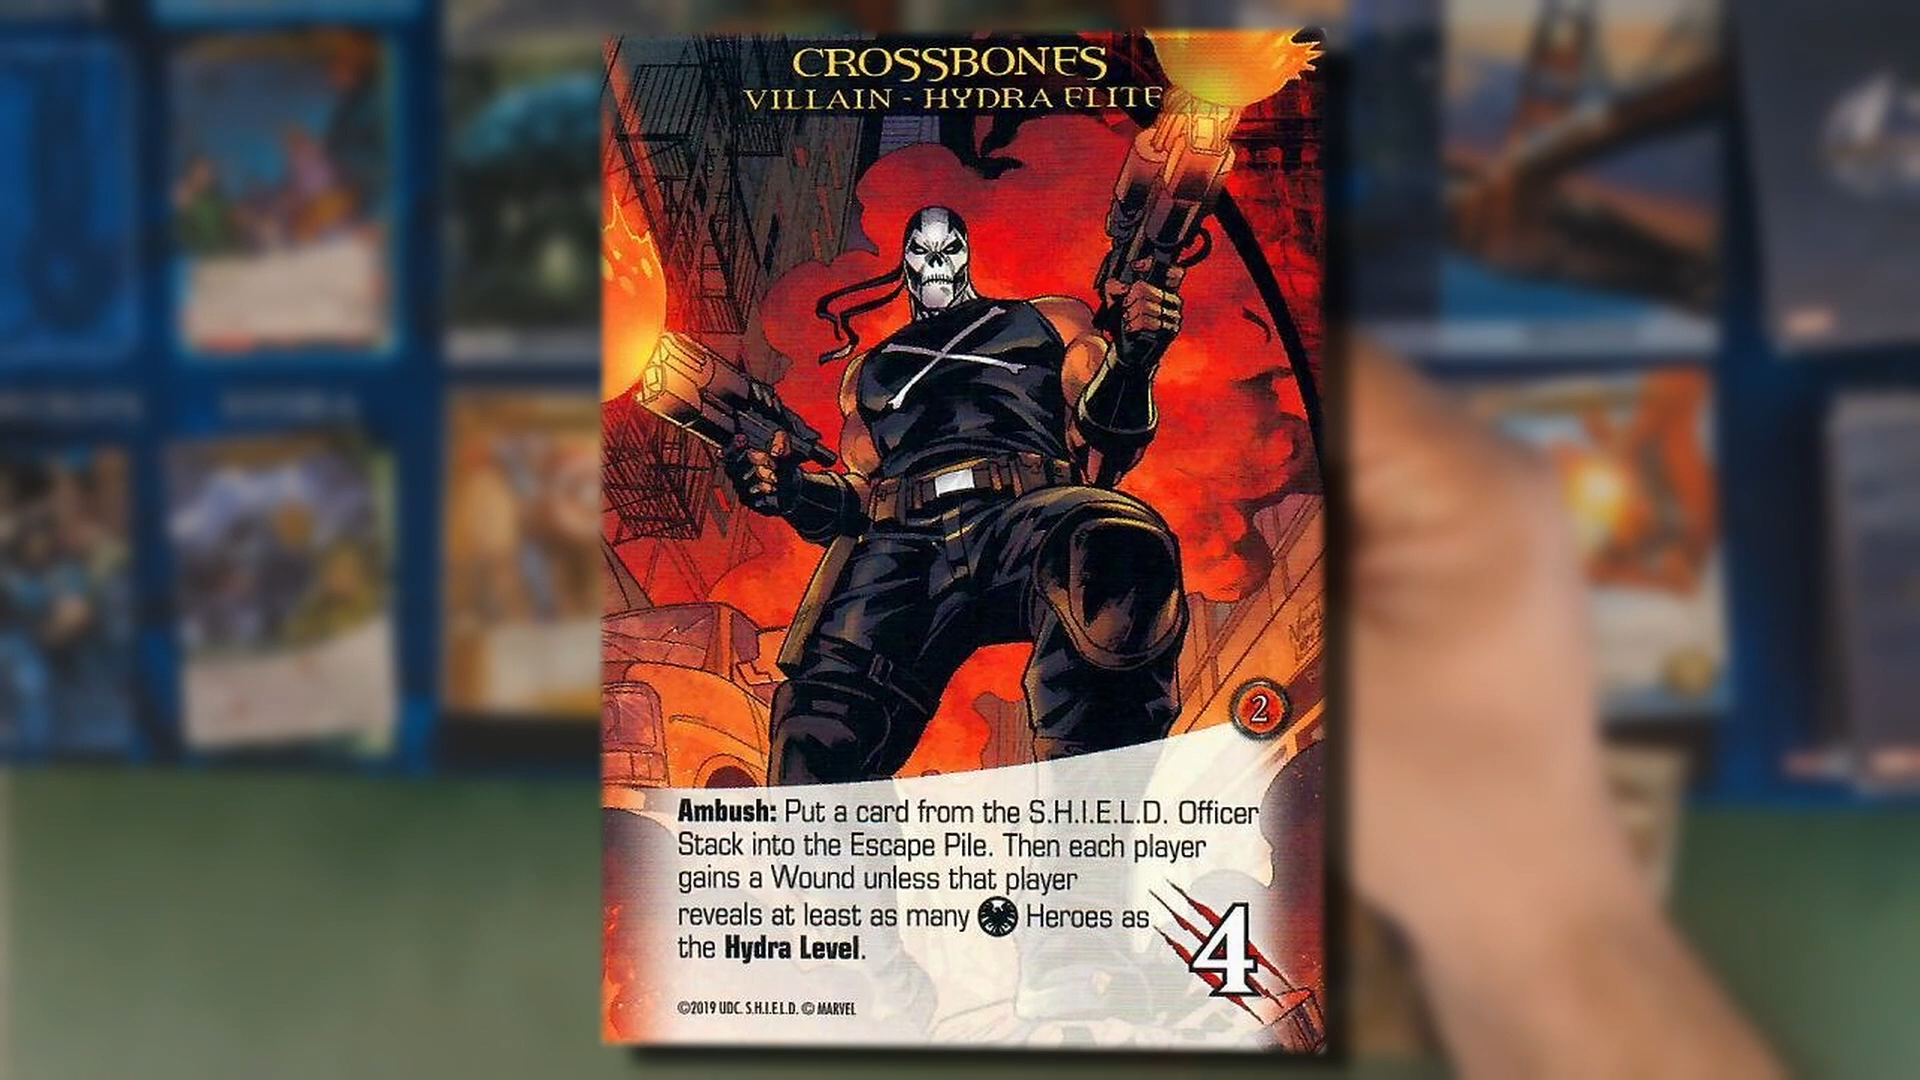 CROSSBONES
VILLAIN - HYDRA ELITE
2
Ambush: Put a card from the S.H.I.E.L.D. Officer
Stack into the Escape Pile. Then each player
gains a Wound unless that player
reveals at least as many Heroes as
the Hydra Level.
4
©2019 UDC. S.H.I.E.L.D. © MARVEL